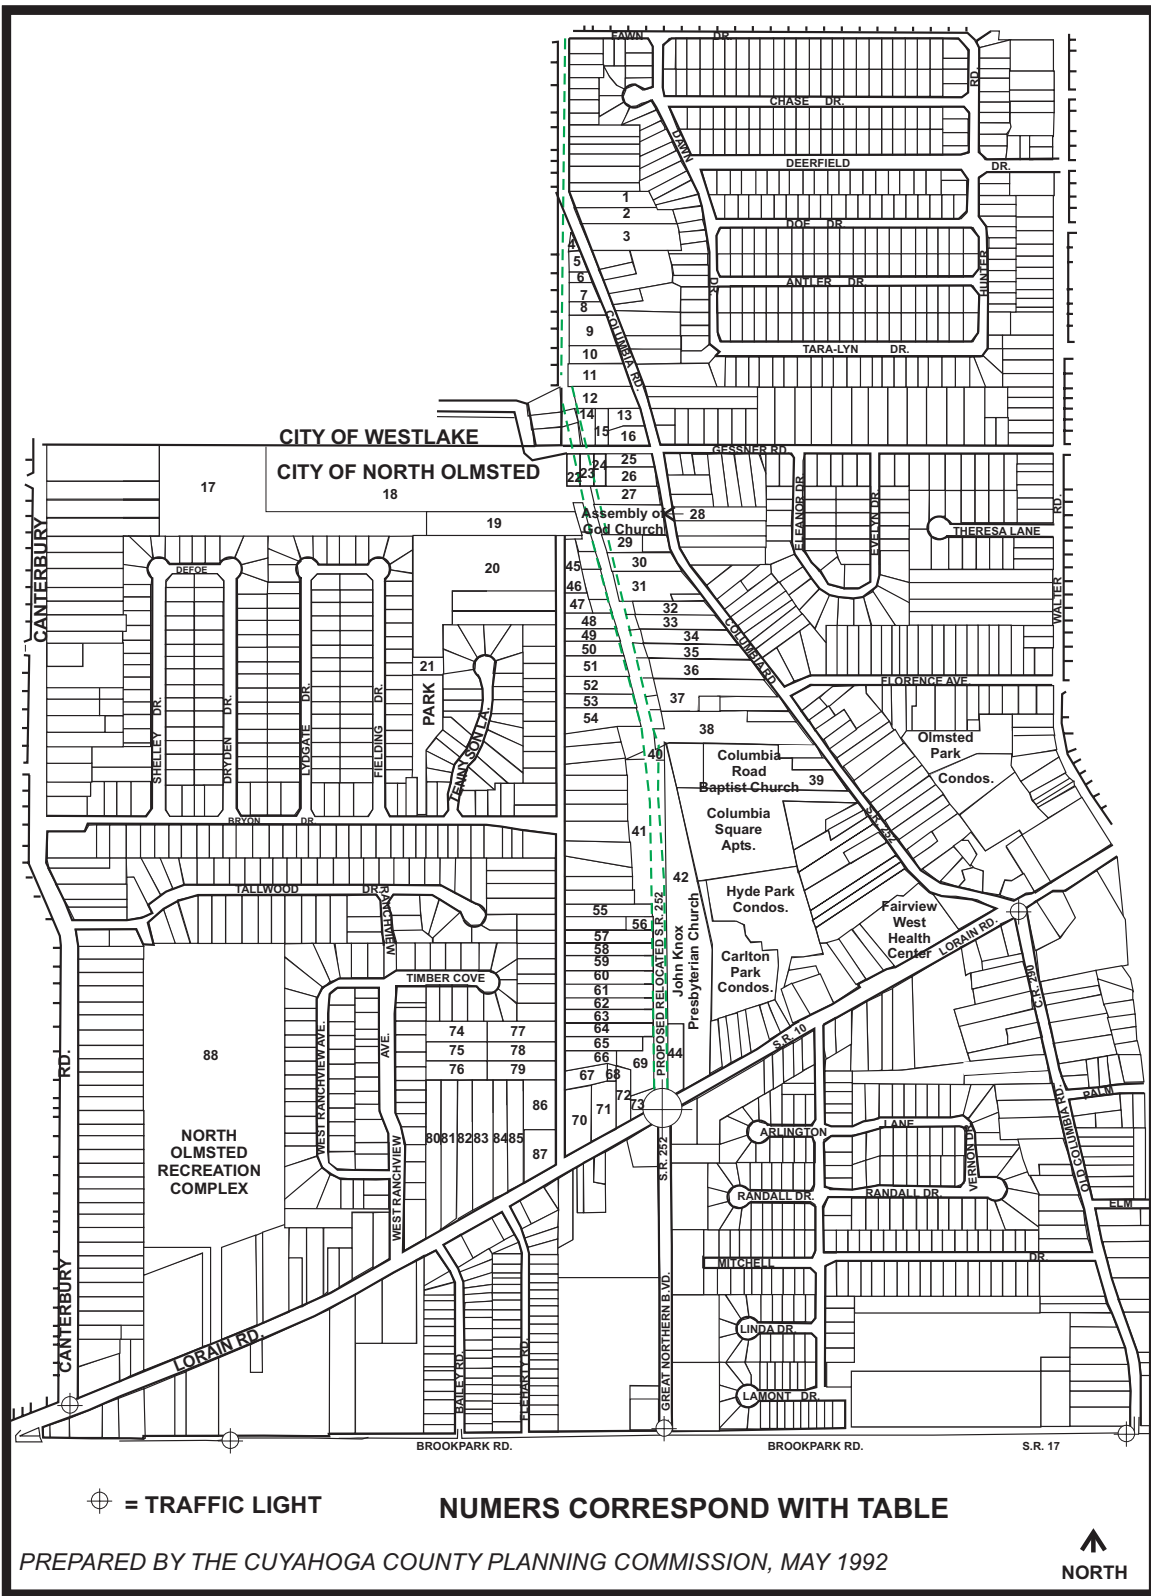 FAWN DR.
RD.
CHASE DR.
DAWN
DEERFIELD DR.
1
2
DOE DR.
3
4
5
HUNTER
6
DR.
ANTLER DR.
7
8
COLUMBIA RD.
9
10
TARA-LYN DR.
11
12
14
13
15
16
CITY OF WESTLAKE
GESSNER RD
CITY OF NORTH OLMSTED
25
24
22
23
26
17
18
27
ELEANOR DR.
EVELYN DR.
RD.
19
Assembly of
God Church
28
THERESA LANE
CANTERBURY
29
DEFOE
20
45
30
46
31
WALTER
47
32
48
33
COLUMBIA RD
49
34
50
35
21
51
36
FLORENCE AVE.
PARK
52
53
37
54
38
SHELLEY DR.
DRYDEN DR.
LYDGATE DR.
FIELDING DR.
TENNYSON LA.
Olmsted
Park
Condos.
40
Columbia
Road
Baptist Church
39
BRYON DR.
41
Columbia
Square
Apts.
S.R. 252
42
TALLWOOD DR.
RANCHVIEW
Hyde Park
Condos.
55
56
Fairview
West
Health
Center
LORAIN RD.
57
58
59
Carlton
Park
Condos.
TIMBER COVE
60
61
62
63
John Knox
Presbyterian Church
PROPOSED RELOCATED S.R. 252
C.R. 290
74
77
64
S.R. 10
WEST RANCHVIEW AVE.
AVE.
75
78
65
88
66
69
44
76
79
67
68
RD.
86
72
73
71
70
PALM
ARLINGTON LANE
NORTH
OLMSTED
RECREATION
COMPLEX
80
81
82
83
84
85
87
S.R. 252
VERNON DR.
OLD COLUMBIA RD.
WEST RANCHVIEW
RANDALL DR.
RANDALL DR.
ELM
MITCHELL DR.
CANTERBURY
LORAIN RD.
BAILEY RD.
FLEHARTY RD.
GREAT NORTHERN BLVD.
LINDA DR.
LAMONT DR.
BROOKPARK RD.
BROOKPARK RD.
S.R. 17
= TRAFFIC LIGHT
NUMERS CORRESPOND WITH TABLE
PREPARED BY THE CUYAHOGA COUNTY PLANNING COMMISSION, MAY 1992
NORTH